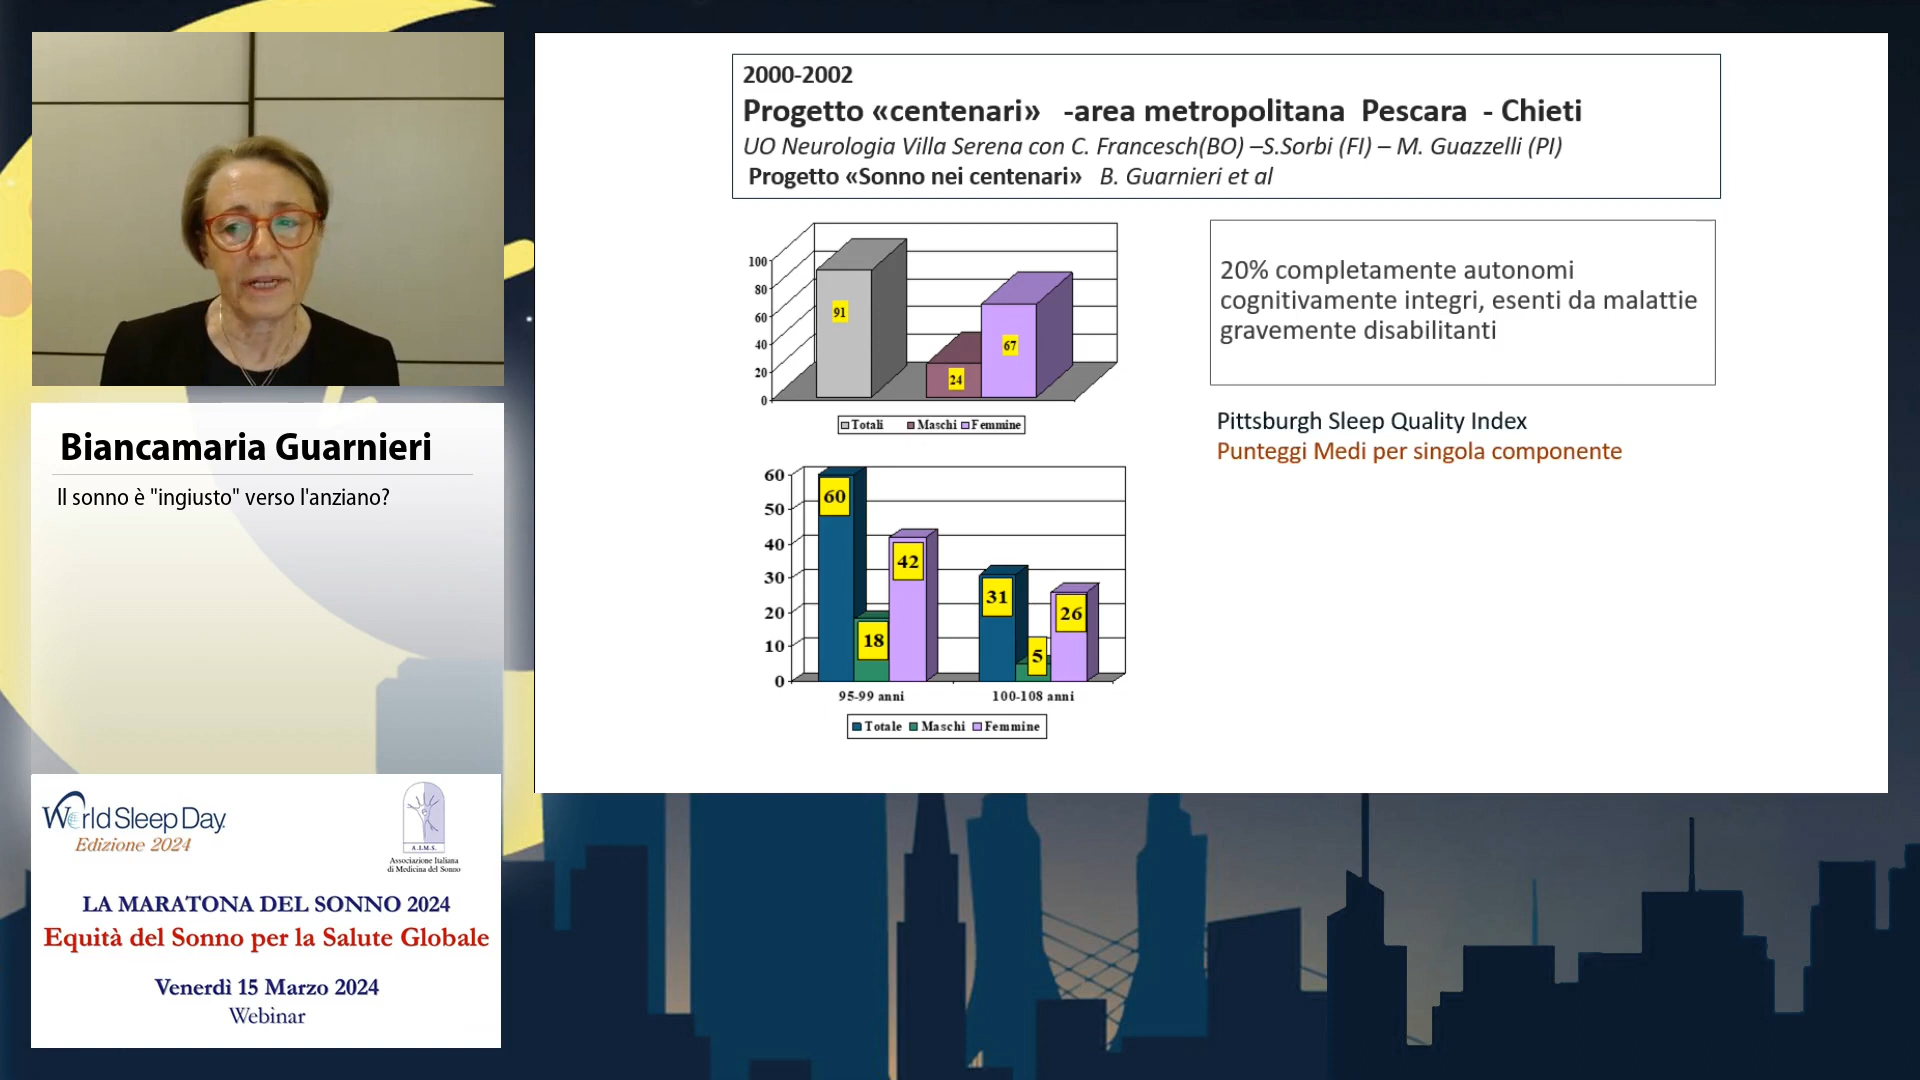 Biancamaria Guarnieri
Il sonno è "ingiusto" verso l'anziano?
World Sleep Day
Edizione 2024
A.I.M.S.
Associazione Italiana
di Medicina del Sonno
LA MARATONA DEL SONNO 2024
Equità del Sonno per la Salute Globale
Venerdì 15 Marzo 2024
Webinar
2000-2002
Progetto «centenari» -area metropolitana Pescara - Chieti
UO Neurologia Villa Serena con C. Francesch(BO) –S.Sorbi (FI) – M. Guazzelli (PI)
Progetto «Sonno nei centenari» B. Guarnieri et al
100
80
60
40
20
0
91
24
67
Totali Maschi Femmine
60
50
40
30
20
10
0
60
18
42
31
5
26
95-99 anni 100-108 anni
Totale Maschi Femmine
20% completamente autonomi
cognitivamente integri, esenti da malattie
gravemente disabilitanti
Pittsburgh Sleep Quality Index
Punteggi Medi per singola componente